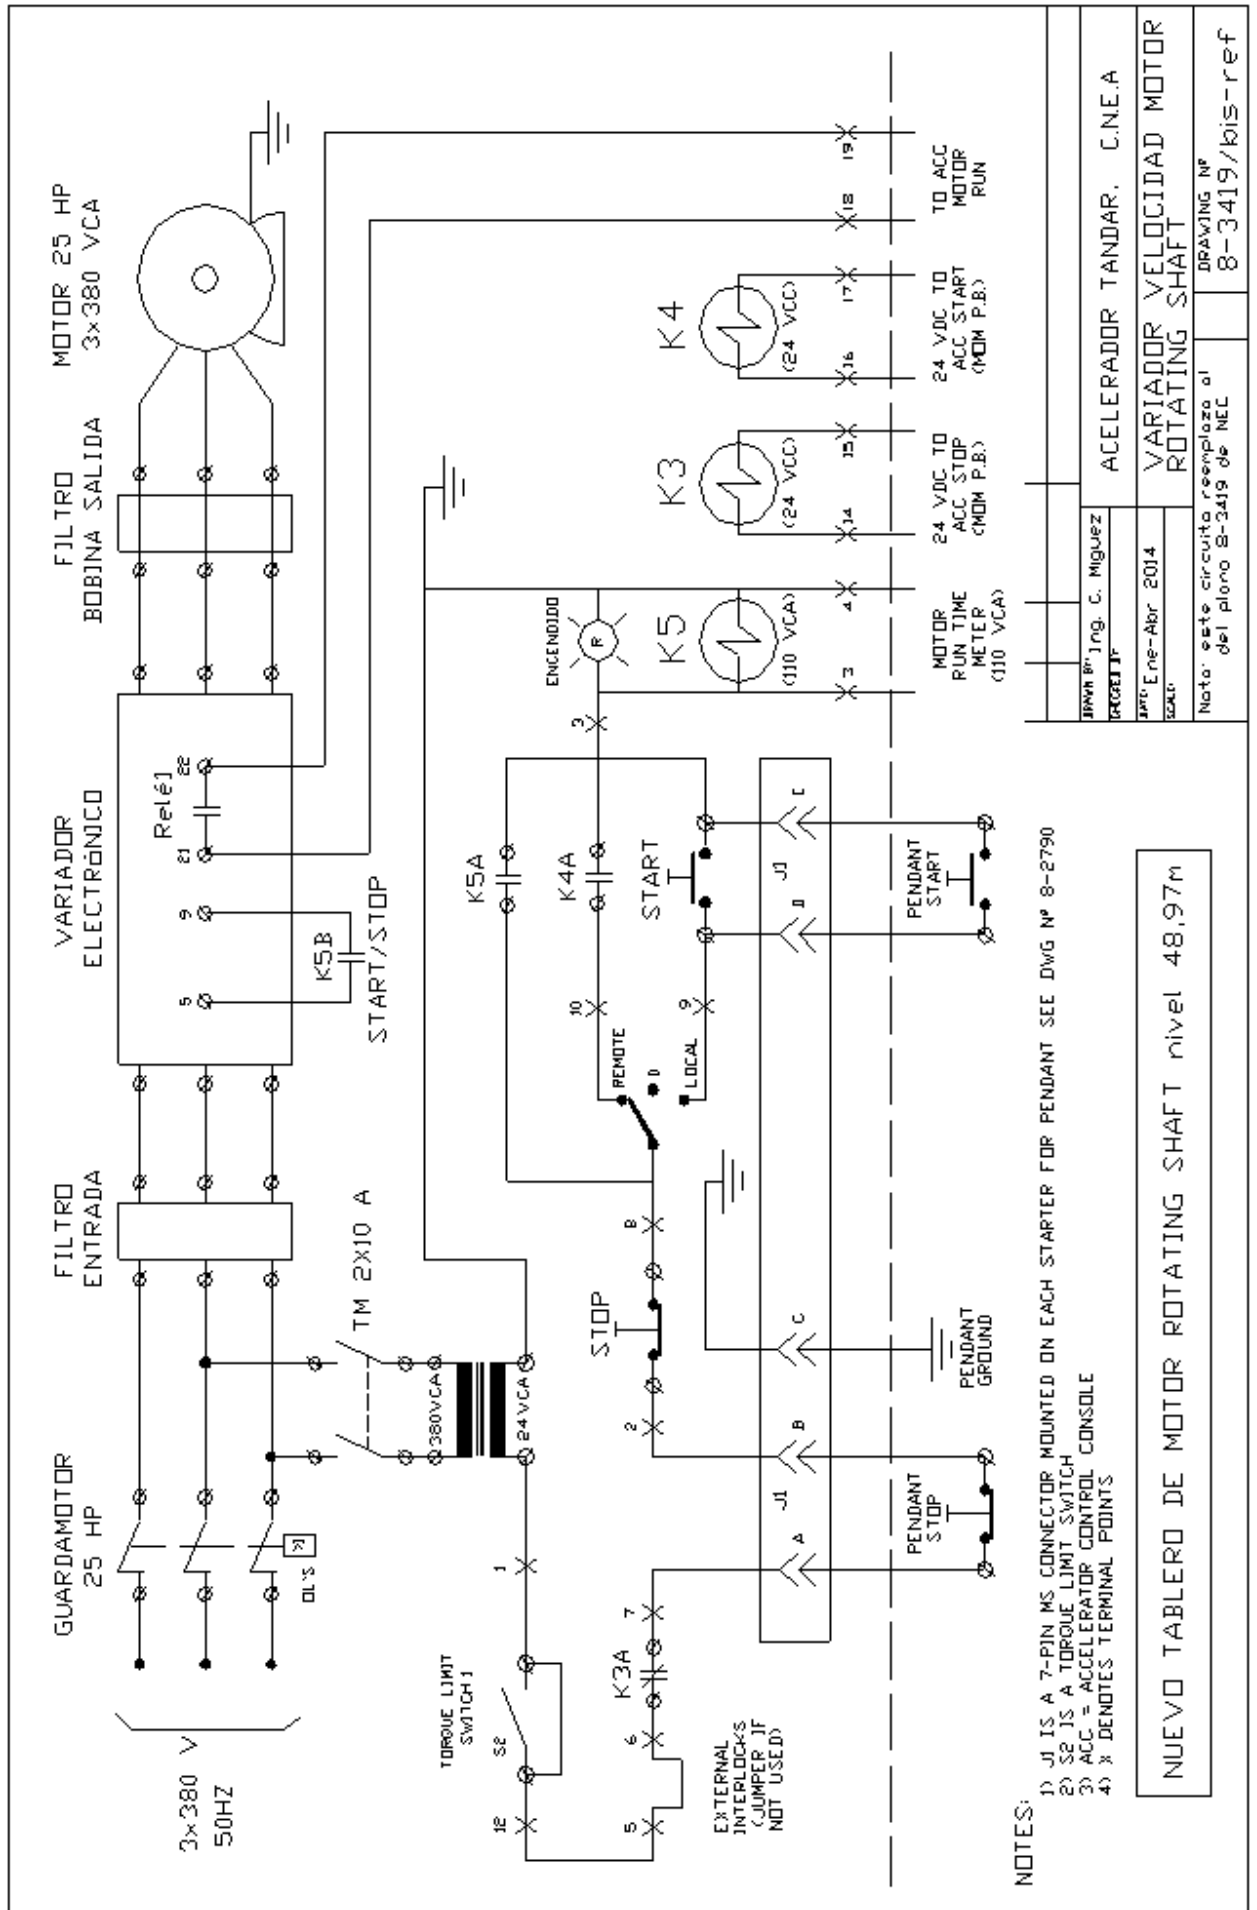 3x380 V
50HZ
GUARDAMOTOR
25 HP
OL'S
FILTRO
ENTRADA
VARIADOR
ELECTRóNICO
FILTRO
BOBINA SALIDA
MOTOR 25 HP
3x380 VCA
5
9
21
22
Relé1
K5B
START/STOP
TM 2X10 A
380VCA
24VCA
TORQUE LIMIT
SWITCH1
S2
12
1
EXTERNAL
INTERLOCKS
(JUMPER IF
NOT USED)
5
6
K3A
7
2
STOP
8
REMOTE
0
LOCAL
10
9
K5A
K4A
START
3
ENCENDIDO
R
K5
(110 VCA)
K3
(24 VCC)
K4
(24 VCC)
3
4
14
15
16
17
18
19
MOTOR
RUN TIME
METER
(110 VCA)
24 VDC TO
ACC STOP
(MOM P.B.)
24 VDC TO
ACC START
(MOM P.B.)
TO ACC
MOTOR
RUN
A
J1
B
C
D
J1
E
PENDANT
STOP
PENDANT
GROUND
PENDANT
START
NOTES:
1) J1 IS A 7-PIN MS CONNECTOR MOUNTED ON EACH STARTER FOR PENDANT SEE DWG Nº 8-2790
2) S2 IS A TORQUE LIMIT SWITCH
3) ACC = ACCELERATOR CONTROL CONSOLE
4) X DENOTES TERMINAL POINTS
NUEVO TABLERO DE MOTOR ROTATING SHAFT nivel 48,97m
DRAWN BY: Ing. C. Miguez
CHECKED BY:
DATE: Ene-Abr 2014
SCALE:
ACELERADOR TANDAR. C.N.E.A
VARIADOR VELOCIDAD MOTOR
ROTATING SHAFT
Nota: este circuito reemplaza al
del plano 8-3419 de NEC
DRAWING Nº
8-3419/bis-ref